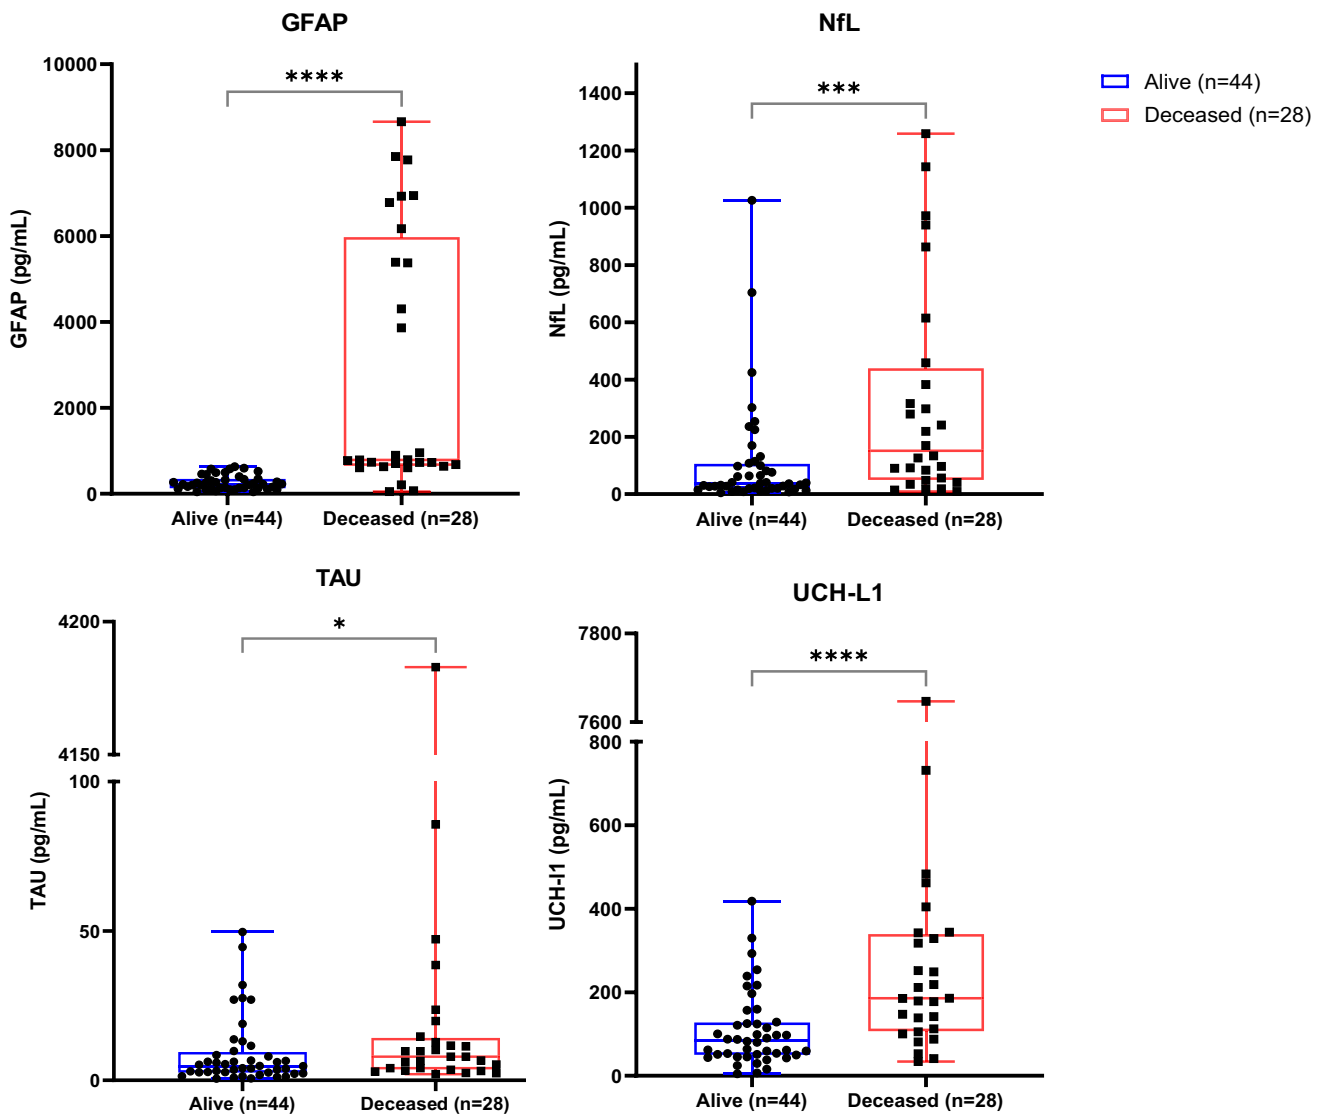 GFAP
****
10000
8000
6000
4000
2000
0
GFAP (pg/mL)
Alive (n=44)
Deceased (n=28)
NfL
***
1400
1200
1000
800
600
400
200
0
NfL (pg/mL)
Alive (n=44)
Deceased (n=28)
Alive (n=44)
Deceased (n=28)
TAU
*
4200
4150
100
50
0
TAU (pg/mL)
Alive (n=44)
Deceased (n=28)
UCH-L1
****
7800
7600
800
600
400
200
0
UCH-l1 (pg/mL)
Alive (n=44)
Deceased (n=28)